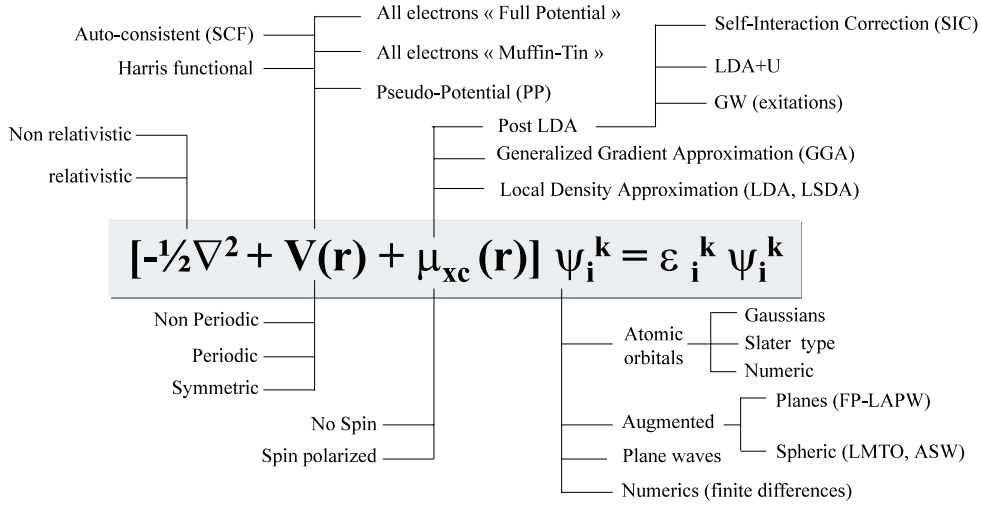 All electrons « Full Potential »
Self-Interaction Correction (SIC)
Auto-consistent (SCF)
All electrons « Muffin-Tin »
Harris functional
LDA+U
Pseudo-Potential (PP)
GW (exitations)
Non relativistic
Post LDA
Generalized Gradient Approximation (GGA)
relativistic
Local Density Approximation (LDA, LSDA)
[-½∇² + V(r) + μxc (r)] ψiᵏ = ε iᵏ ψiᵏ
Non Periodic
Periodic
Symmetric
No Spin
Spin polarized
Atomic
orbitals
Gaussians
Slater type
Numeric
Augmented
Planes (FP-LAPW)
Spheric (LMTO, ASW)
Plane waves
Numerics (finite differences)